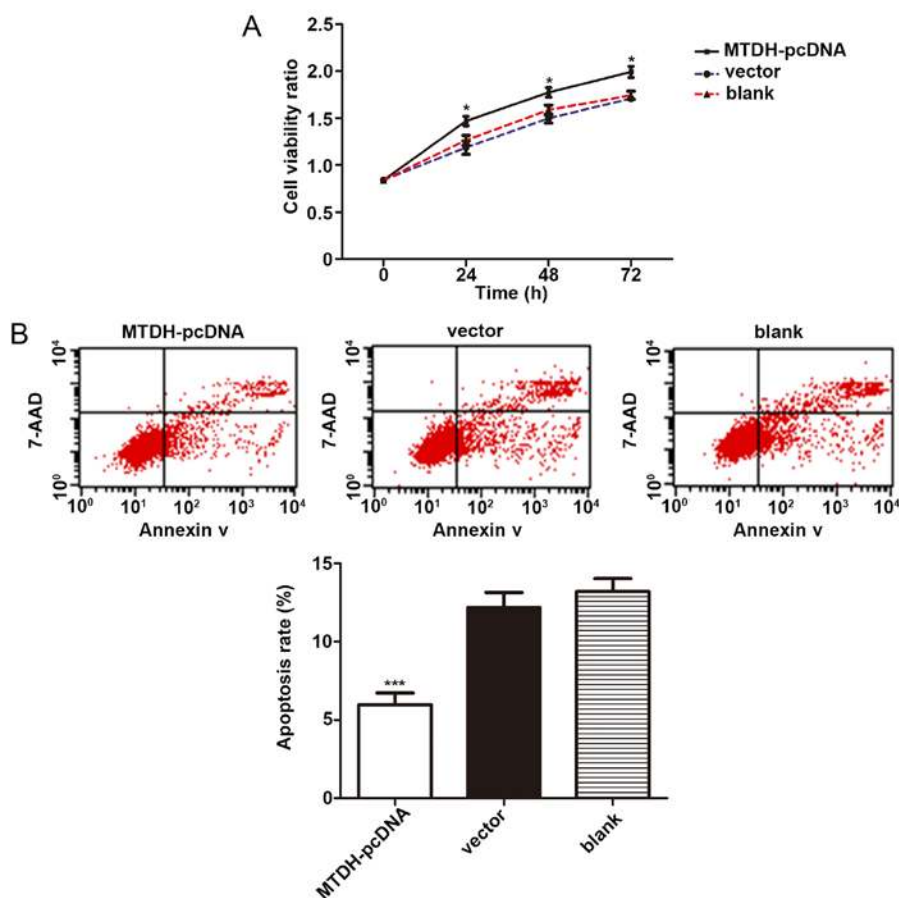 A
2.5
2.0
1.5
1.0
0.5
0
Cell viability ratio
* * *
0 24 48 72
Time (h)
MTDH-pcDNA
vector
blank
B
MTDH-pcDNA vector blank
10⁴ 10⁴ 10⁴
7-AAD 7-AAD 7-AAD
10⁰ 10⁰ 10⁰
10⁰ 10¹ 10² 10³ 10⁴ 10⁰ 10¹ 10² 10³ 10⁴ 10⁰ 10¹ 10² 10³ 10⁴
Annexin v Annexin v Annexin v
15
10
5
0
Apoptosis rate (%)
***
MTDH-pcDNA
vector
blank